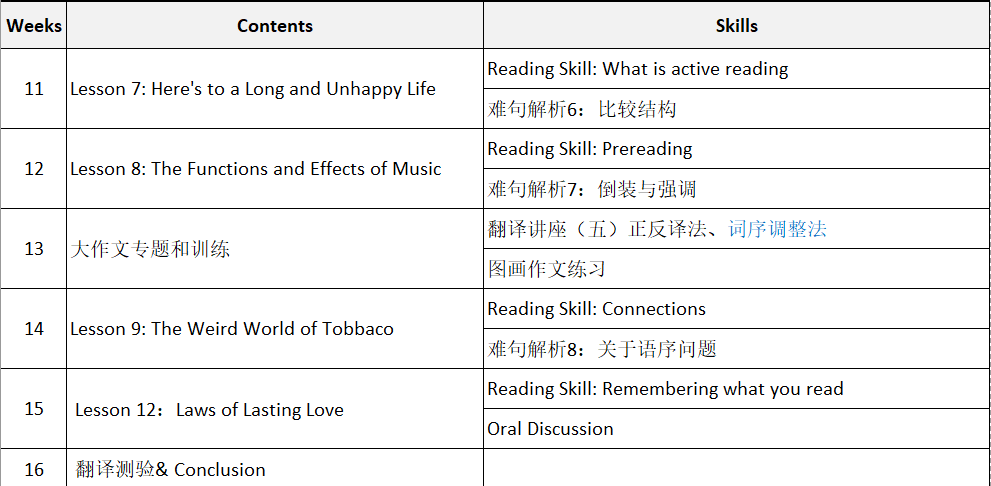 Weeks Contents Skills
11 Lesson 7: Here's to a Long and Unhappy Life Reading Skill: What is active reading
难句解析6：比较结构
12 Lesson 8: The Functions and Effects of Music Reading Skill: Prereading
难句解析7：倒装与强调
13 大作文专题和训练 翻译讲座（五）正反译法、词序调整法
图画作文练习
14 Lesson 9: The Weird World of Tobbaco Reading Skill: Connections
难句解析8：关于语序问题
15 Lesson 12：Laws of Lasting Love Reading Skill: Remembering what you read
Oral Discussion
16 翻译测验& Conclusion